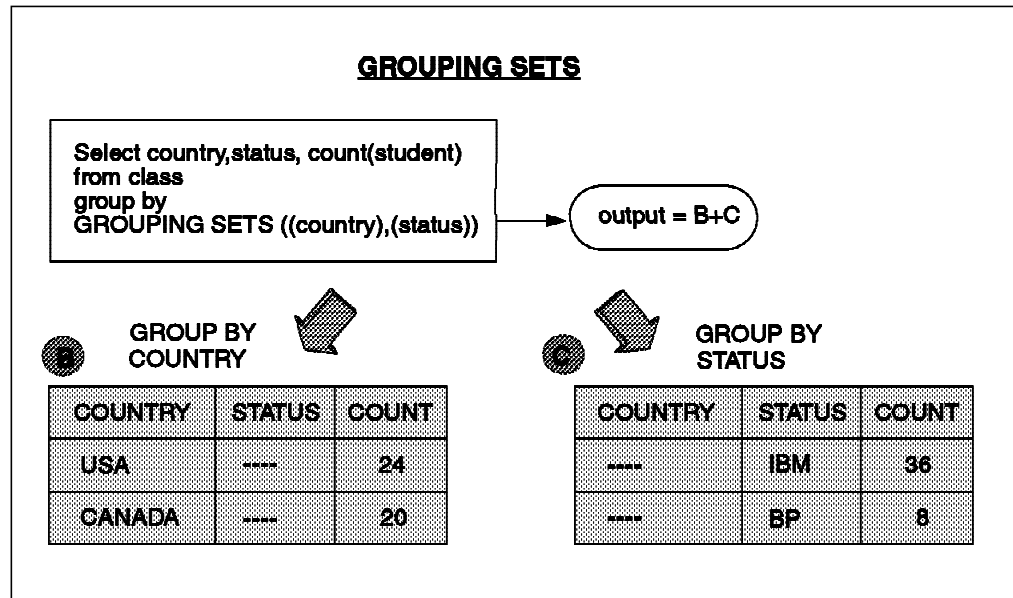 GROUPING SETS
Select country,status, count(student)
from class
group by
GROUPING SETS ((country),(status))
output = B+C
B
GROUP BY
COUNTRY
COUNTRY STATUS COUNT
USA ---- 24
CANADA ---- 20
C
GROUP BY
STATUS
COUNTRY STATUS COUNT
---- IBM 36
---- BP 8